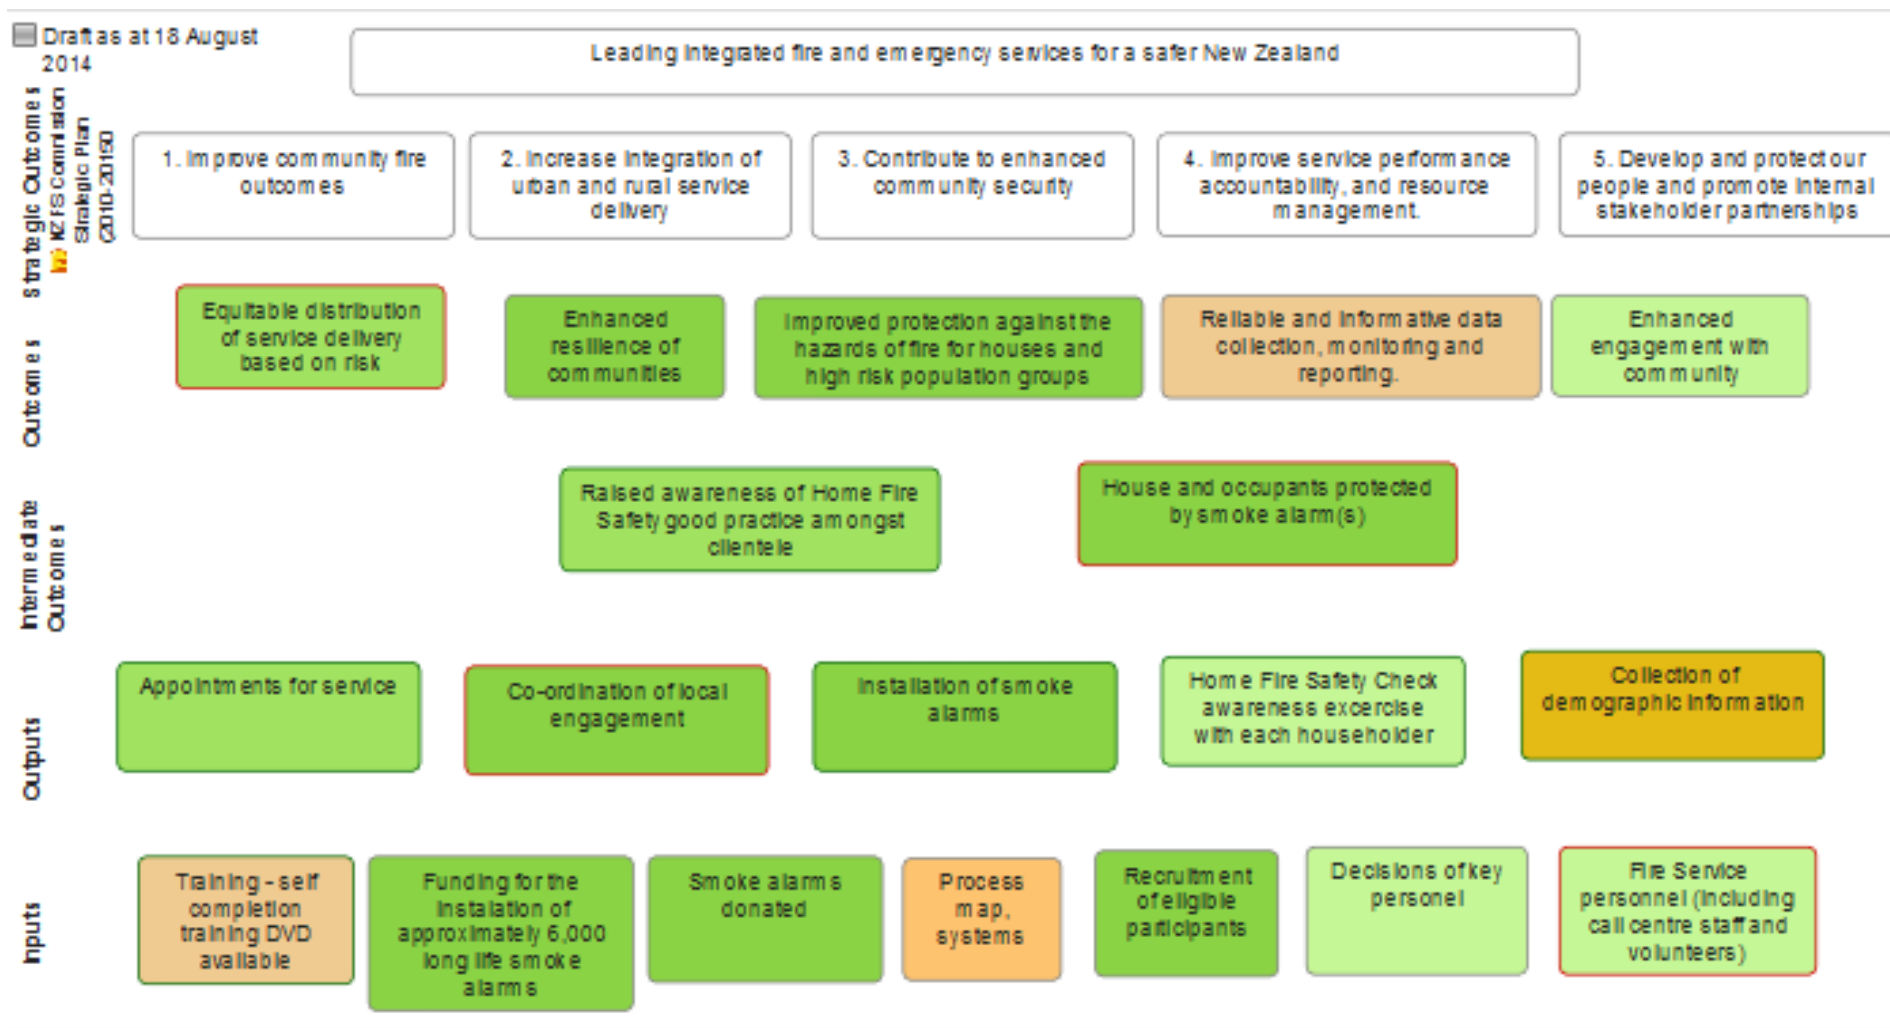 Draft as at 18 August
2014
Leading integrated fire and emergency services for a safer New Zealand
Strategic Outcomes
NZFS Commission
Strategic Plan
(2010-2015)
1. Improve community fire
outcomes
2. Increase integration of
urban and rural service
delivery
3. Contribute to enhanced
community security
4. Improve service performance
accountability, and resource
management.
5. Develop and protect our
people and promote internal
stakeholder partnerships
Outcomes
Equitable distribution
of service delivery
based on risk
Enhanced
resilience of
communities
Improved protection against the
hazards of fire for houses and
high risk population groups
Reliable and informative data
collection, monitoring and
reporting.
Enhanced
engagement with
community
Intermediate
Outcomes
Raised awareness of Home Fire
Safety good practice amongst
clientele
House and occupants protected
by smoke alarm(s)
Outputs
Appointments for service
Co-ordination of local
engagement
Installation of smoke
alarms
Home Fire Safety Check
awareness excercise
with each householder
Collection of
demographic information
Inputs
Training - self
completion
training DVD
available
Funding for the
instalation of
approximately 6,000
long life smoke
alarms
Smoke alarms
donated
Process
map,
systems
Recruitment
of eligible
participants
Decisions of key
personel
Fire Service
personnel (including
call centre staff and
volunteers)